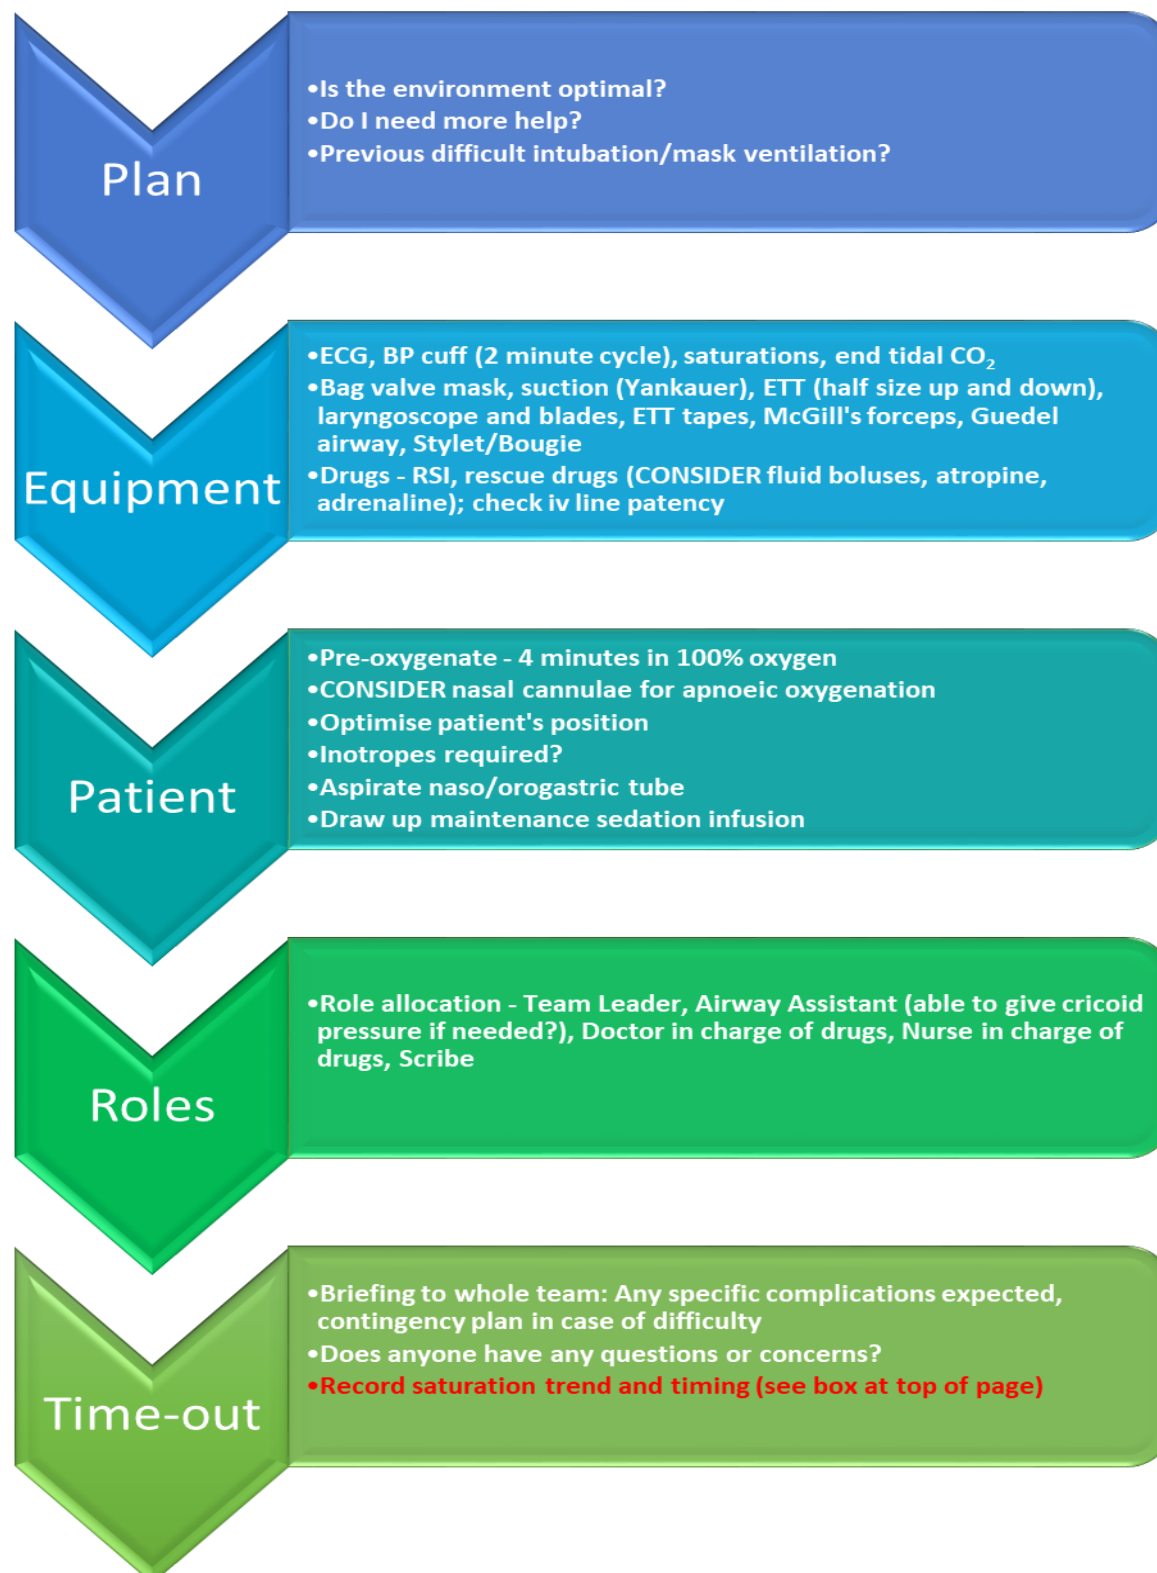 Plan
•Is the environment optimal?
•Do I need more help?
•Previous difficult intubation/mask ventilation?
Equipment
•ECG, BP cuff (2 minute cycle), saturations, end tidal CO₂
•Bag valve mask, suction (Yankauer), ETT (half size up and down),
laryngoscope and blades, ETT tapes, McGill's forceps, Guedel
airway, Stylet/Bougie
•Drugs - RSI, rescue drugs (CONSIDER fluid boluses, atropine,
adrenaline); check iv line patency
Patient
•Pre-oxygenate - 4 minutes in 100% oxygen
•CONSIDER nasal cannulae for apnoeic oxygenation
•Optimise patient's position
•Inotropes required?
•Aspirate naso/orogastric tube
•Draw up maintenance sedation infusion
Roles
•Role allocation - Team Leader, Airway Assistant (able to give cricoid
pressure if needed?), Doctor in charge of drugs, Nurse in charge of
drugs, Scribe
Time-out
•Briefing to whole team: Any specific complications expected,
contingency plan in case of difficulty
•Does anyone have any questions or concerns?
•Record saturation trend and timing (see box at top of page)